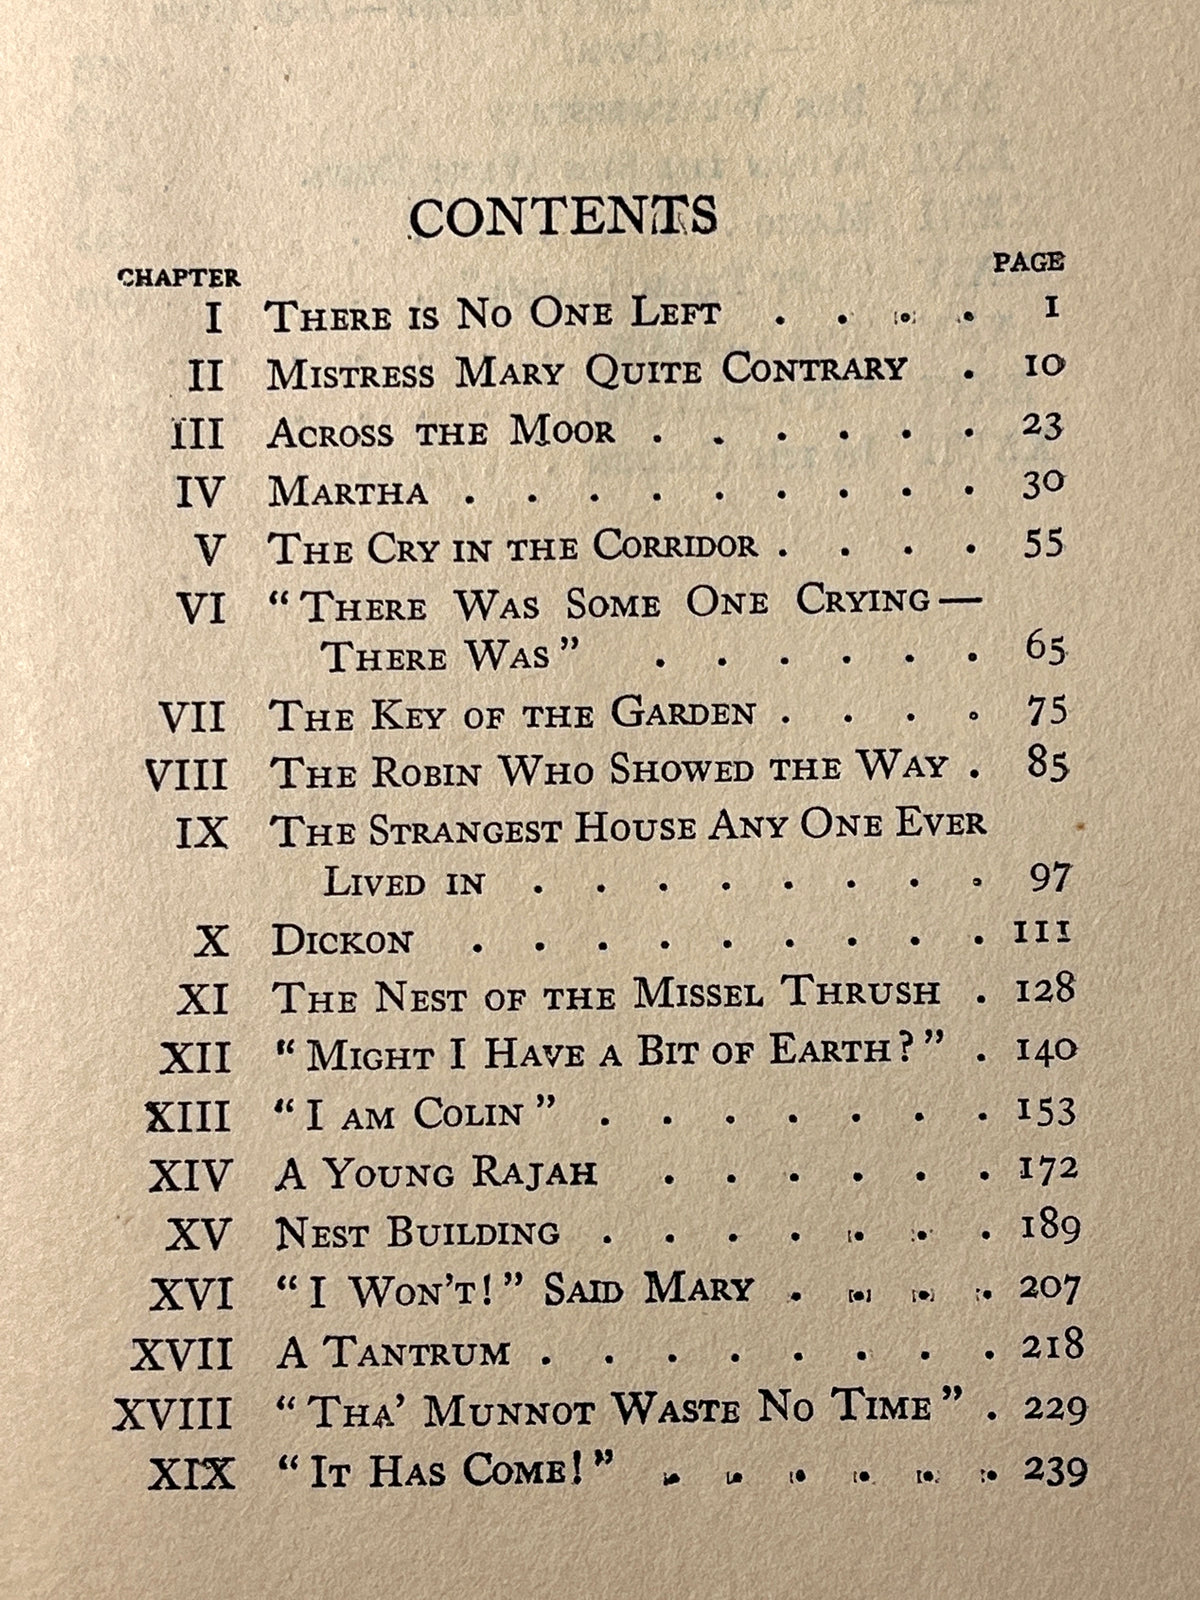 CONTENTS
CHAPTER PAGE
I THERE IS NO ONE LEFT . . . . 1
II MISTRESS MARY QUITE CONTRARY . 10
III ACROSS THE MOOR . . . . . . 23
IV MARTHA . . . . . . . . . 30
V THE CRY IN THE CORRIDOR . . . . 55
VI “THERE WAS SOME ONE CRYING—
THERE WAS” . . . . . . 65
VII THE KEY OF THE GARDEN . . . . 75
VIII THE ROBIN WHO SHOWED THE WAY . 85
IX THE STRANGEST HOUSE ANY ONE EVER
LIVED IN . . . . . . . . 97
X DICKON . . . . . . . . . 111
XI THE NEST OF THE MISSEL THRUSH . 128
XII “MIGHT I HAVE A BIT OF EARTH?” . 140
XIII “I AM COLIN” . . . . . . . 153
XIV A YOUNG RAJAH . . . . . . 172
XV NEST BUILDING . . . . . . . 189
XVI “I WON'T!” SAID MARY . . . . 207
XVII A TANTRUM . . . . . . . . 218
XVIII “THA' MUNNOT WASTE NO TIME” . 229
XIX “IT HAS COME!” . . . . . . 239